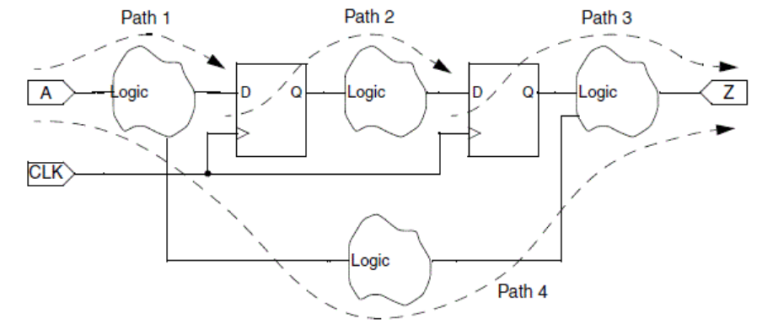 Path 1
Path 2
Path 3
A
Logic
D
Q
Logic
D
Q
Logic
Z
CLK
Logic
Path 4